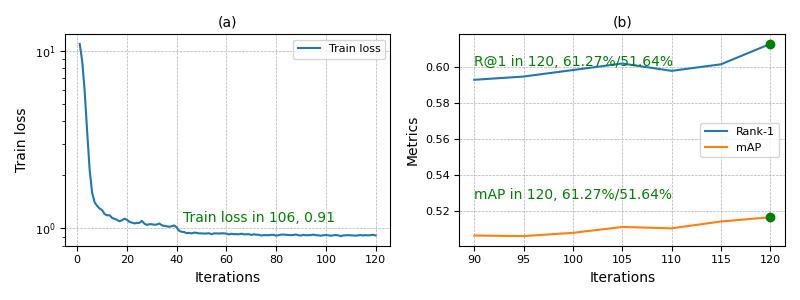 (a)
Train loss
10¹
10⁰
Train loss
Train loss in 106, 0.91
0 20 40 60 80 100 120
Iterations
(b)
Metrics
0.60
0.58
0.56
0.54
0.52
R@1 in 120, 61.27%/51.64%
Rank-1
mAP
mAP in 120, 61.27%/51.64%
90 95 100 105 110 115 120
Iterations